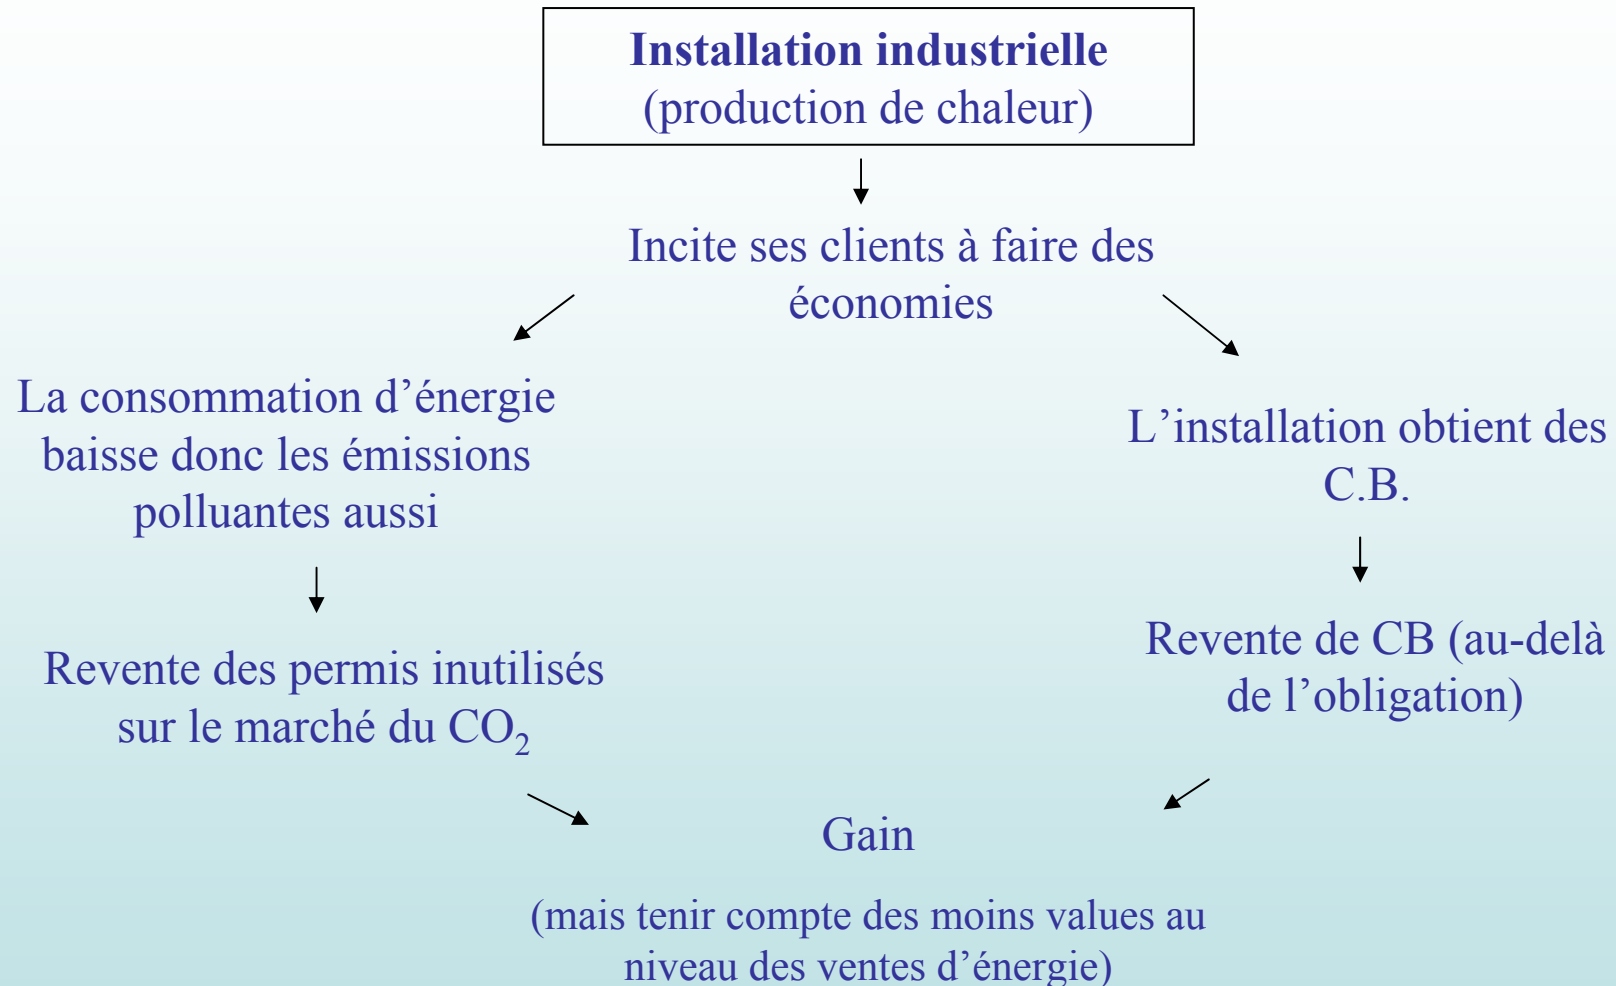 Installation industrielle
(production de chaleur)
Incite ses clients à faire des
économies
La consommation d’énergie
baisse donc les émissions
polluantes aussi
L’installation obtient des
C.B.
Revente des permis inutilisés
sur le marché du CO₂
Revente de CB (au-delà
de l’obligation)
Gain
(mais tenir compte des moins values au
niveau des ventes d’énergie)